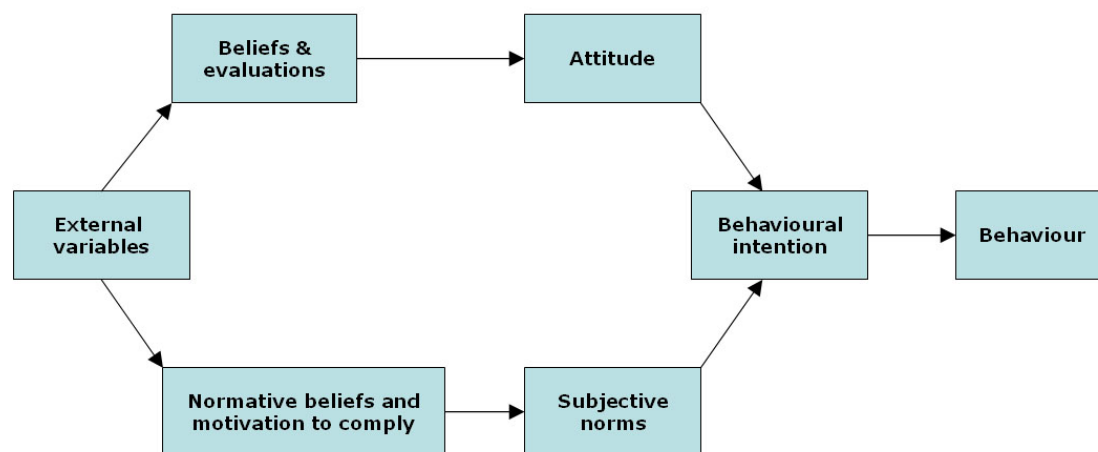 Beliefs &
evaluations
Attitude
External
variables
Behavioural
intention
Behaviour
Normative beliefs and
motivation to comply
Subjective
norms